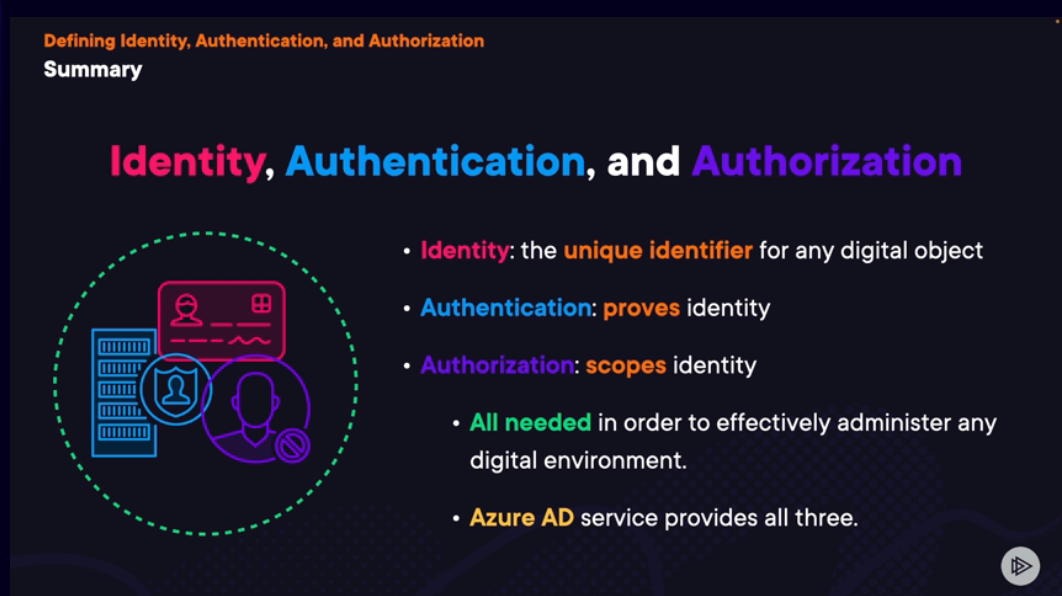 Defining Identity, Authentication, and Authorization
Summary
Identity, Authentication, and Authorization
• Identity: the unique identifier for any digital object
• Authentication: proves identity
• Authorization: scopes identity
• All needed in order to effectively administer any
digital environment.
• Azure AD service provides all three.